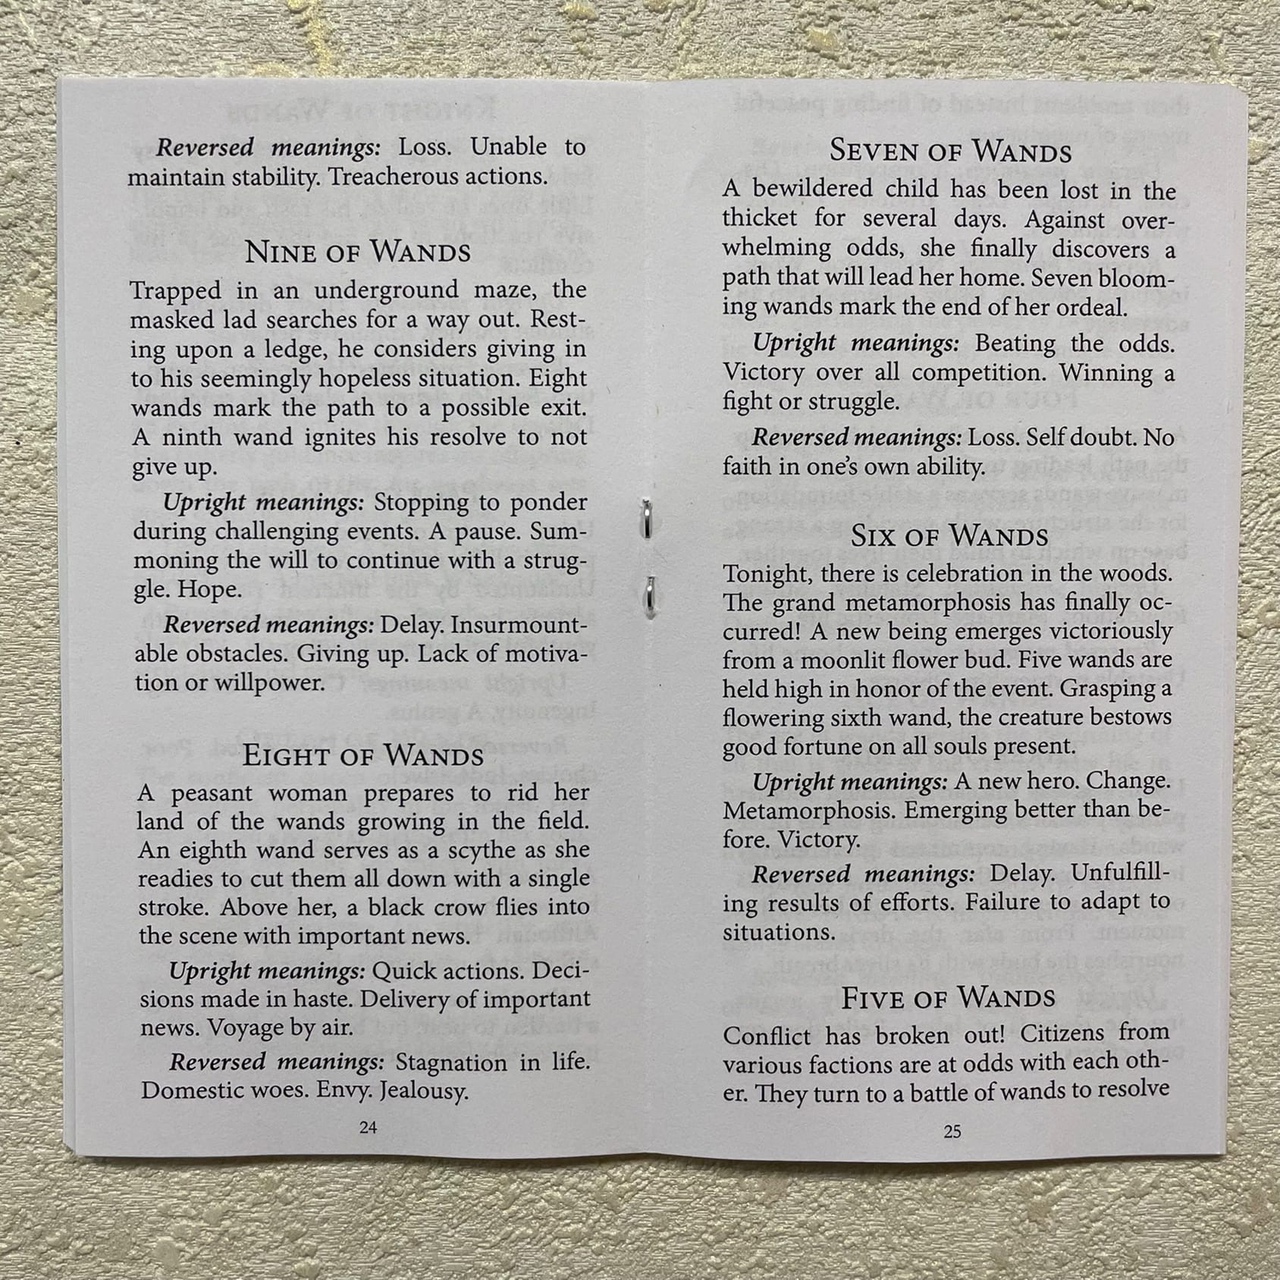 Reversed meanings: Loss. Unable to
maintain stability. Treacherous actions.
NINE OF WANDS
Trapped in an underground maze, the
masked lad searches for a way out. Rest-
ing upon a ledge, he considers giving in
to his seemingly hopeless situation. Eight
wands mark the path to a possible exit.
A ninth wand ignites his resolve to not
give up.
Upright meanings: Stopping to ponder
during challenging events. A pause. Sum-
moning the will to continue with a strug-
gle. Hope.
Reversed meanings: Delay. Insurmount-
able obstacles. Giving up. Lack of motiva-
tion or willpower.
EIGHT OF WANDS
A peasant woman prepares to rid her
land of the wands growing in the field.
An eighth wand serves as a scythe as she
readies to cut them all down with a single
stroke. Above her, a black crow flies into
the scene with important news.
Upright meanings: Quick actions. Deci-
sions made in haste. Delivery of important
news. Voyage by air.
Reversed meanings: Stagnation in life.
Domestic woes. Envy. Jealousy.
24
SEVEN OF WANDS
A bewildered child has been lost in the
thicket for several days. Against over-
whelming odds, she finally discovers a
path that will lead her home. Seven bloom-
ing wands mark the end of her ordeal.
Upright meanings: Beating the odds.
Victory over all competition. Winning a
fight or struggle.
Reversed meanings: Loss. Self doubt. No
faith in one's own ability.
SIX OF WANDS
Tonight, there is celebration in the woods.
The grand metamorphosis has finally oc-
curred! A new being emerges victoriously
from a moonlit flower bud. Five wands are
held high in honor of the event. Grasping a
flowering sixth wand, the creature bestows
good fortune on all souls present.
Upright meanings: A new hero. Change.
Metamorphosis. Emerging better than be-
fore. Victory.
Reversed meanings: Delay. Unfulfill-
ing results of efforts. Failure to adapt to
situations.
FIVE OF WANDS
Conflict has broken out! Citizens from
various factions are at odds with each oth-
er. They turn to a battle of wands to resolve
25